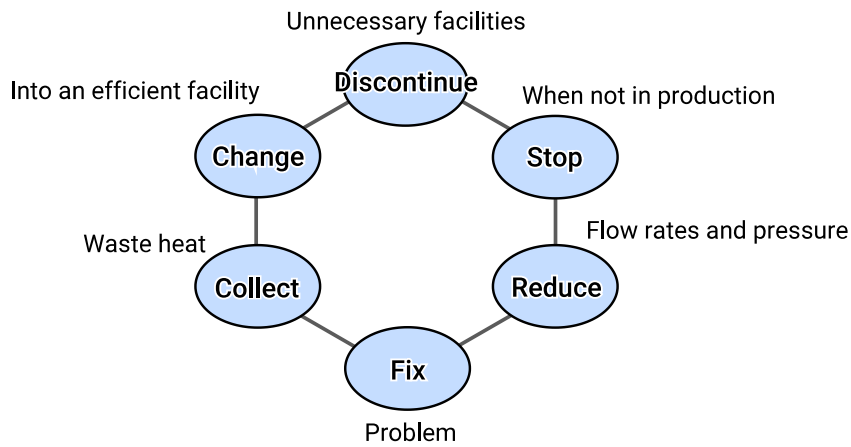 Unnecessary facilities
Discontinue
Into an efficient facility
When not in production
Change
Stop
Waste heat
Flow rates and pressure
Collect
Reduce
Fix
Problem